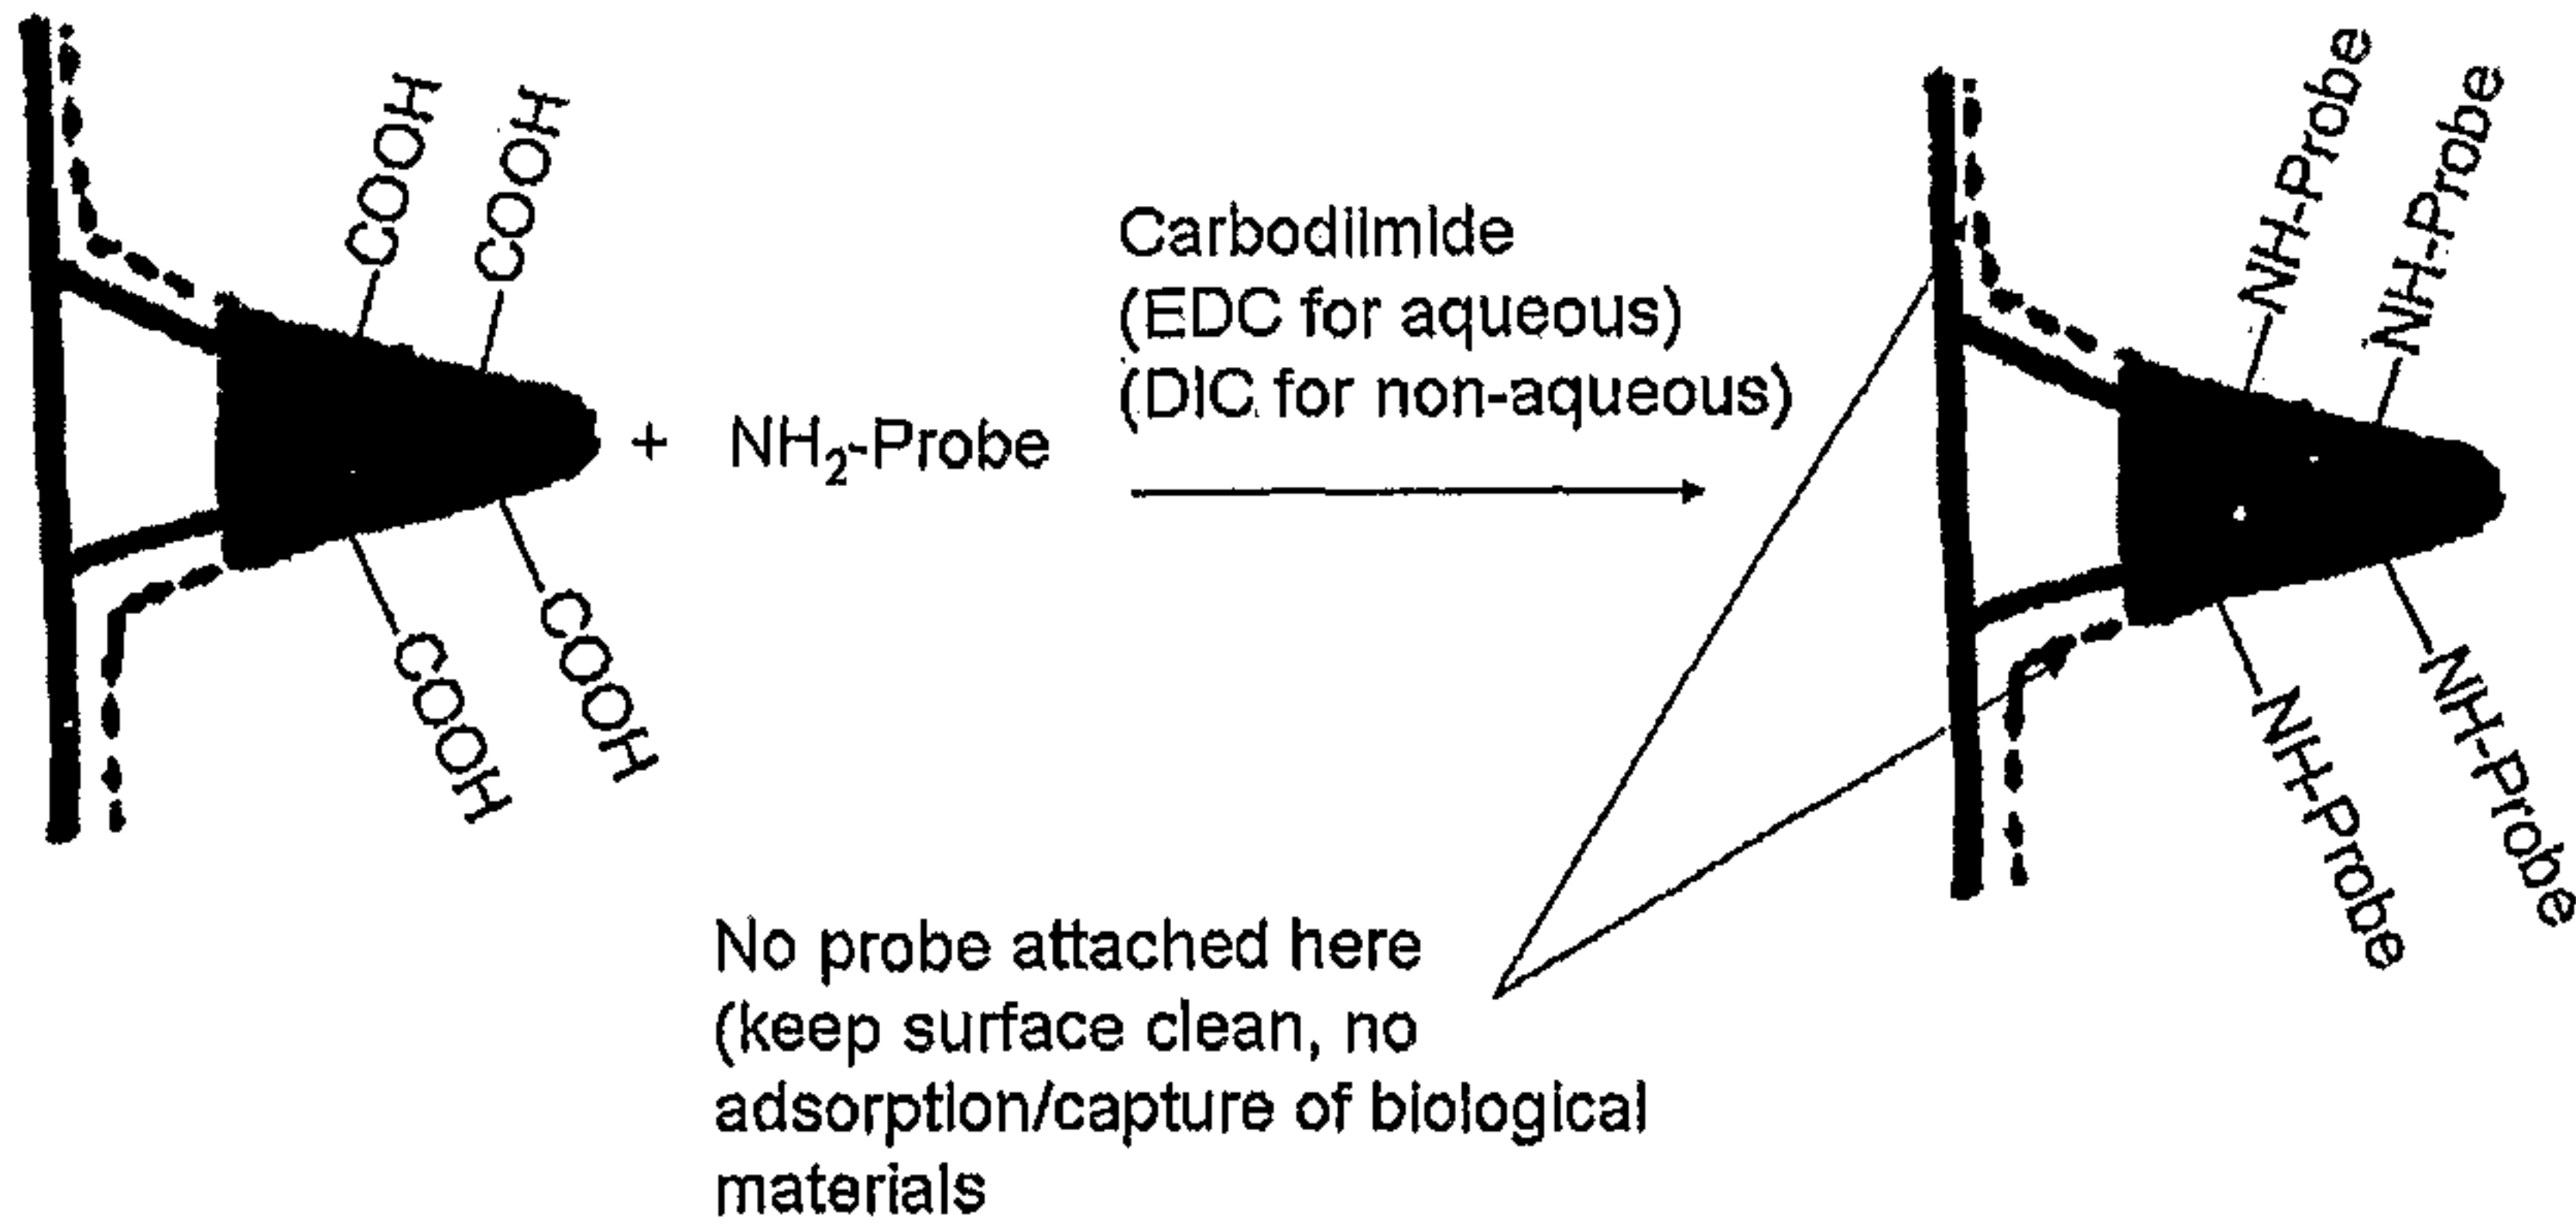 COOH
COOH
COOH
COOH
+ NH₂-Probe
Carbodiimide
(EDC for aqueous)
(DIC for non-aqueous)
NH-Probe
NH-Probe
NH-Probe
NH-Probe
No probe attached here
(keep surface clean, no
adsorption/capture of biological
materials